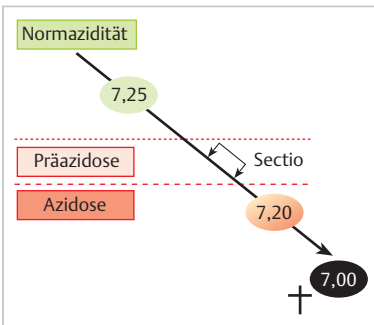 Normazidität
7,25
Präazidose
Sectio
Azidose
7,20
7,00